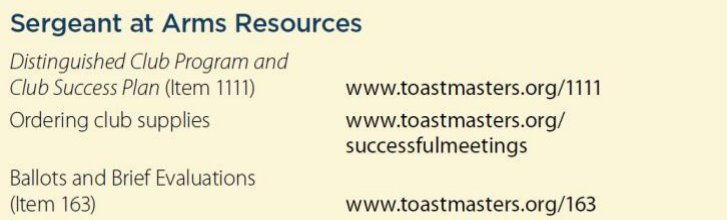 Sergeant at Arms Resources
Distinguished Club Program and
Club Success Plan (Item 1111) www.toastmasters.org/1111
Ordering club supplies www.toastmasters.org/
successfulmeetings
Ballots and Brief Evaluations
(Item 163) www.toastmasters.org/163